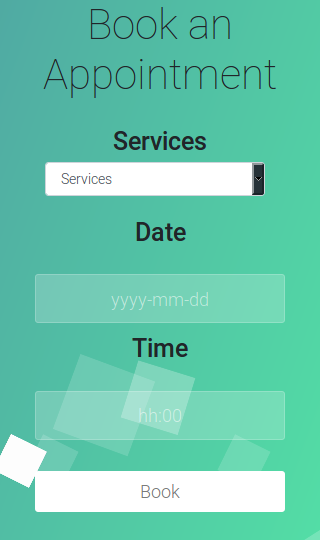 Book an
Appointment
Services
Services
Date
yyyy-mm-dd
Time
hh:00
Book